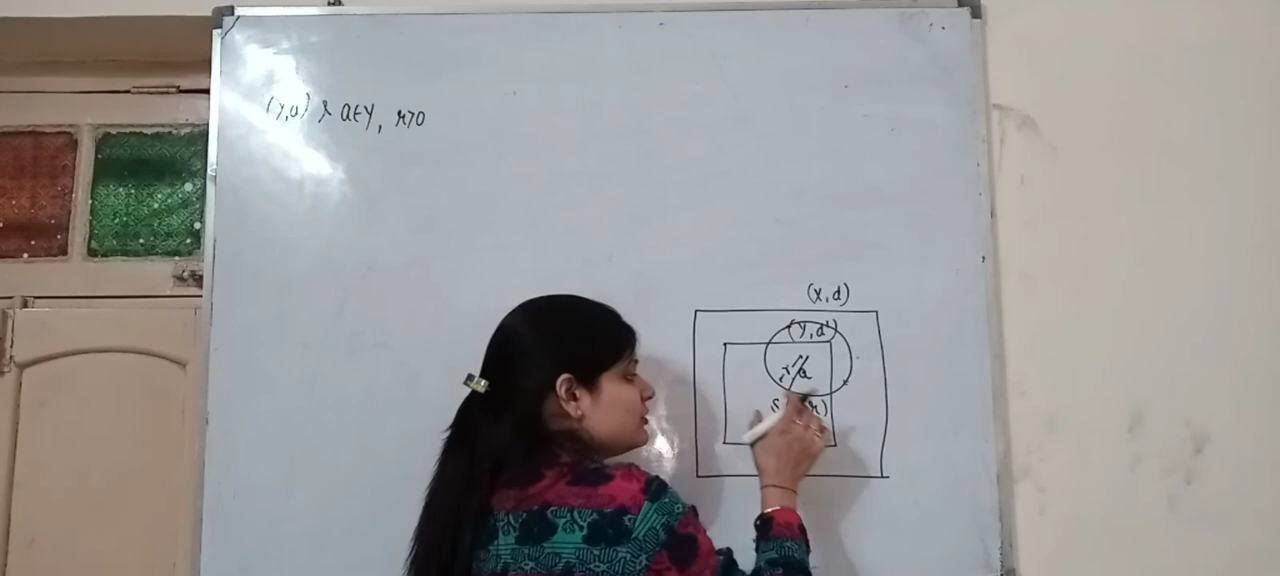 (y,d) & a∈Y, r>0
(X, d)
(Y, d')
r
a
S r)